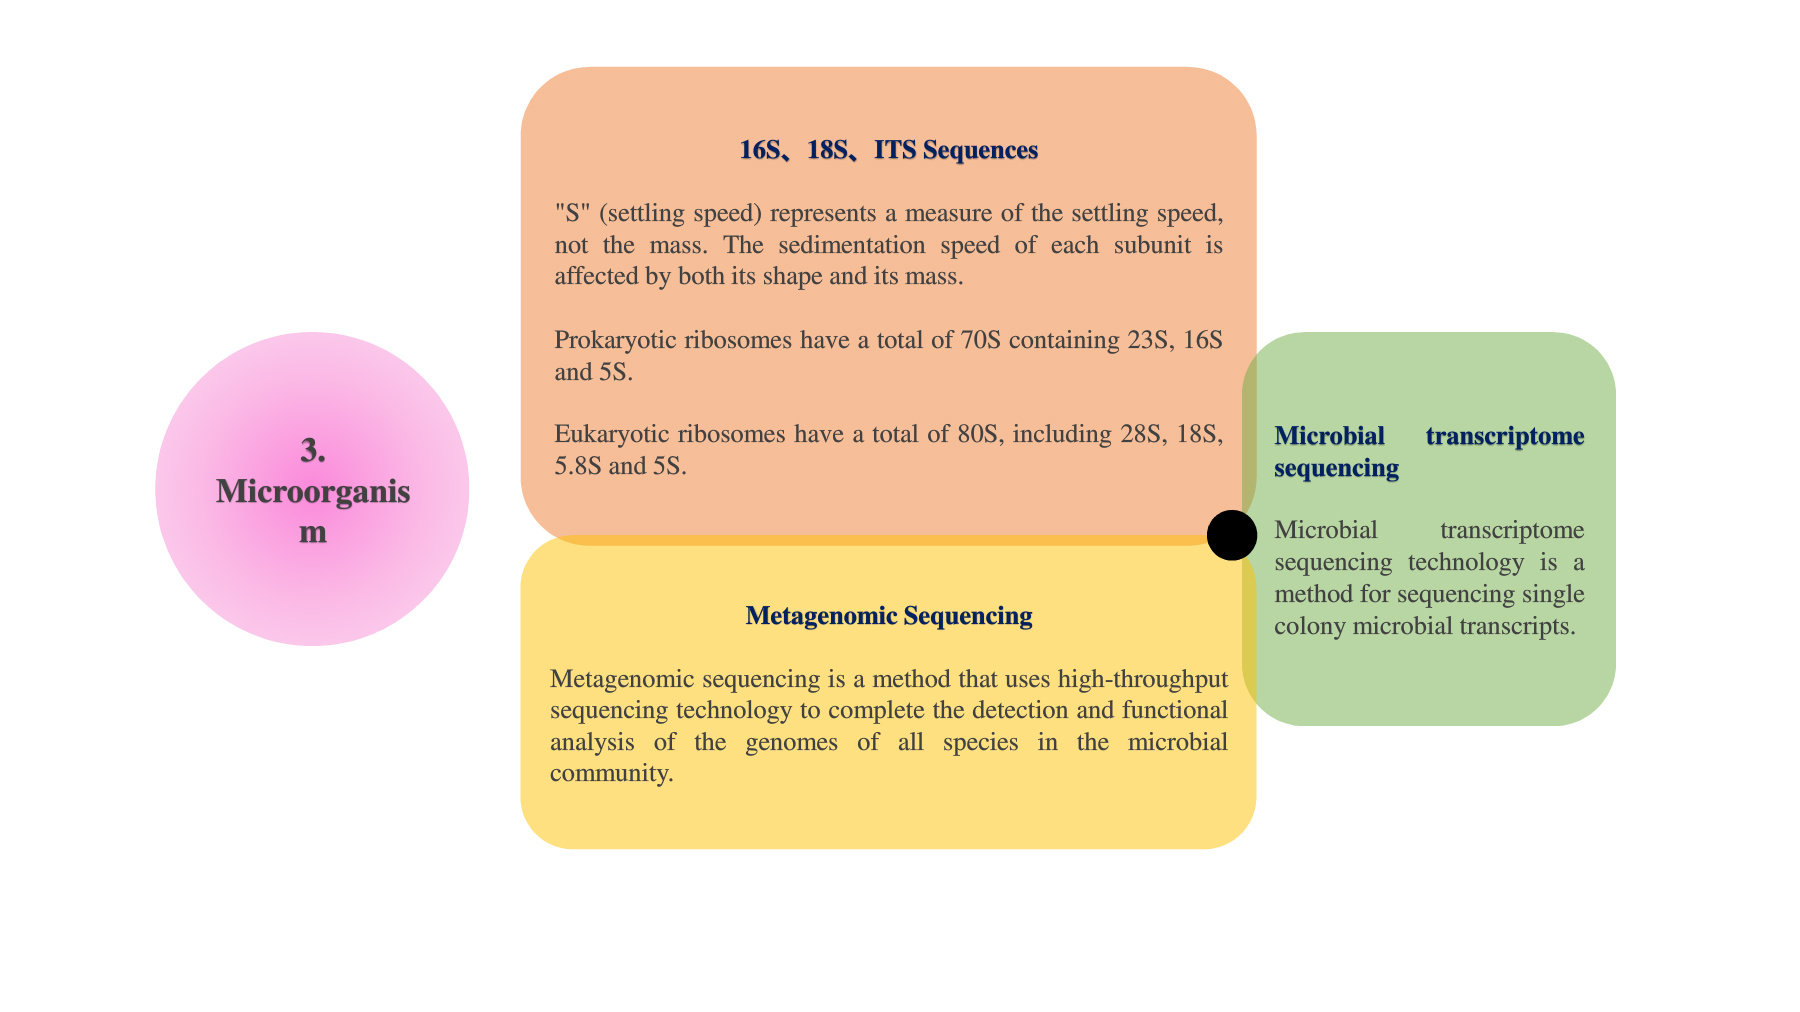 3.
Microorganis
m
16S、18S、ITS Sequences
"S" (settling speed) represents a measure of the settling speed,
not the mass. The sedimentation speed of each subunit is
affected by both its shape and its mass.
Prokaryotic ribosomes have a total of 70S containing 23S, 16S
and 5S.
Eukaryotic ribosomes have a total of 80S, including 28S, 18S,
5.8S and 5S.
Metagenomic Sequencing
Metagenomic sequencing is a method that uses high-throughput
sequencing technology to complete the detection and functional
analysis of the genomes of all species in the microbial
community.
Microbial transcriptome
sequencing
Microbial transcriptome
sequencing technology is a
method for sequencing single
colony microbial transcripts.